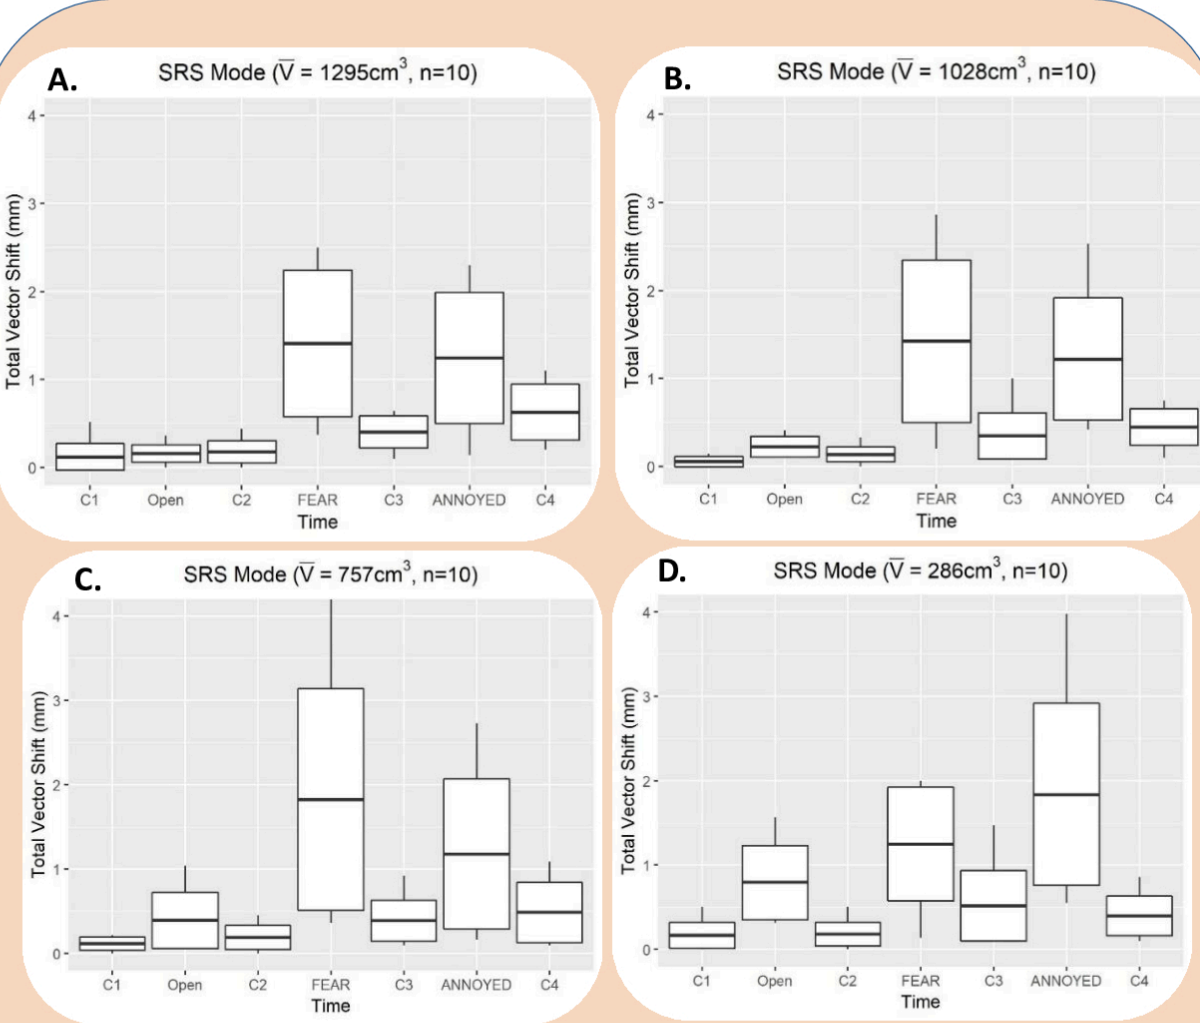 A.
SRS Mode (V̅ = 1295cm³, n=10)
Total Vector Shift (mm)
4
3
2
1
0
C1 Open C2 FEAR C3 ANNOYED C4
Time
B.
SRS Mode (V̅ = 1028cm³, n=10)
Total Vector Shift (mm)
4
3
2
1
0
C1 Open C2 FEAR C3 ANNOYED C4
Time
C.
SRS Mode (V̅ = 757cm³, n=10)
Total Vector Shift (mm)
4
3
2
1
0
C1 Open C2 FEAR C3 ANNOYED C4
Time
D.
SRS Mode (V̅ = 286cm³, n=10)
Total Vector Shift (mm)
4
3
2
1
0
C1 Open C2 FEAR C3 ANNOYED C4
Time